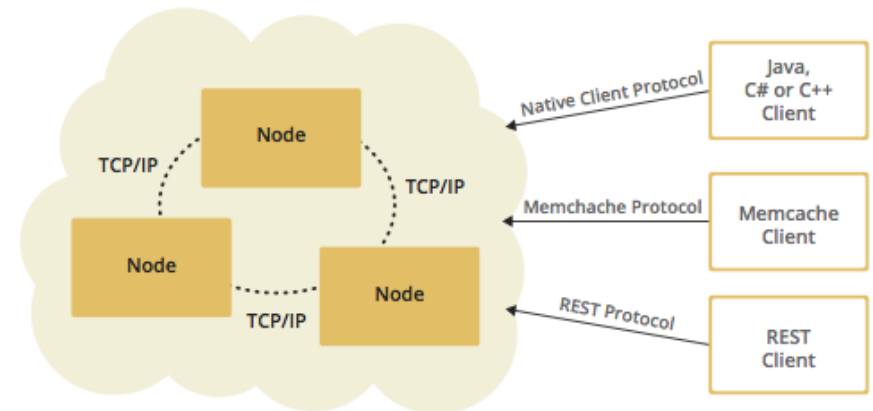 Node
TCP/IP
TCP/IP
Node
Node
TCP/IP
Native Client Protocol
Java,
C# or C++
Client
Memchache Protocol
Memcache
Client
REST Protocol
REST
Client